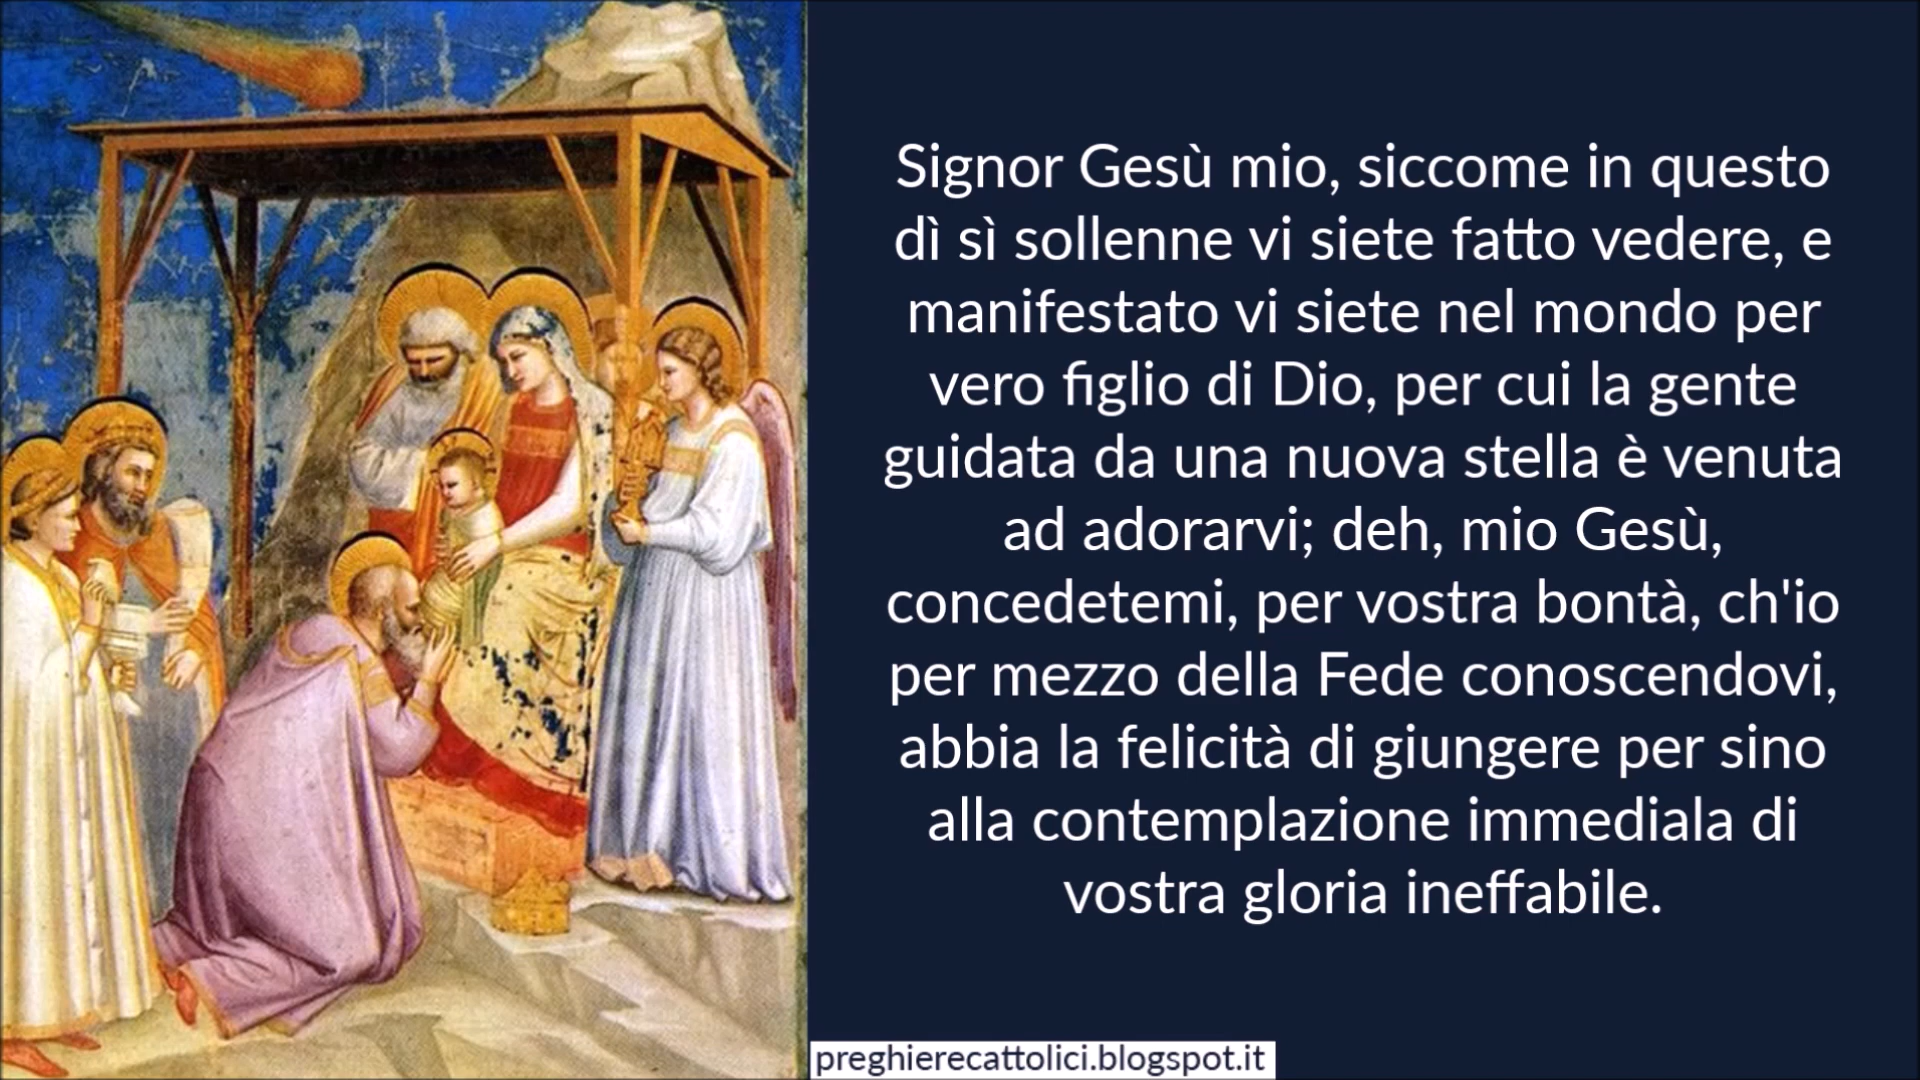 Signor Gesù mio, siccome in questo
dì sì sollenne vi siete fatto vedere, e
manifestato vi siete nel mondo per
vero figlio di Dio, per cui la gente
guidata da una nuova stella è venuta
ad adorarvi; deh, mio Gesù,
concedetemi, per vostra bontà, ch'io
per mezzo della Fede conoscendovi,
abbia la felicità di giungere per sino
alla contemplazione immediala di
vostra gloria ineffabile.
preghierecattolici.blogspot.it